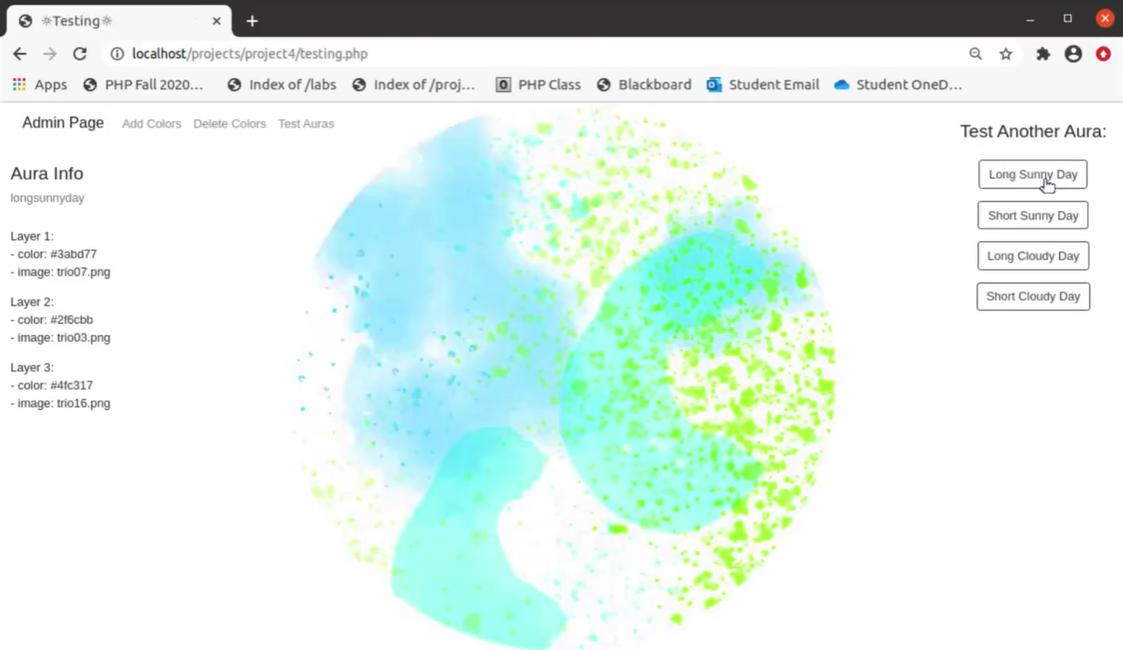 ☼Testing☼
localhost/projects/project4/testing.php
Apps PHP Fall 2020... Index of /labs Index of /proj... PHP Class Blackboard Student Email Student OneD...
Admin Page Add Colors Delete Colors Test Auras
Test Another Aura:
Long Sunny Day
Short Sunny Day
Long Cloudy Day
Short Cloudy Day
Aura Info
longsunnyday
Layer 1:
- color: #3abd77
- image: trio07.png
Layer 2:
- color: #2f6cbb
- image: trio03.png
Layer 3:
- color: #4fc317
- image: trio16.png